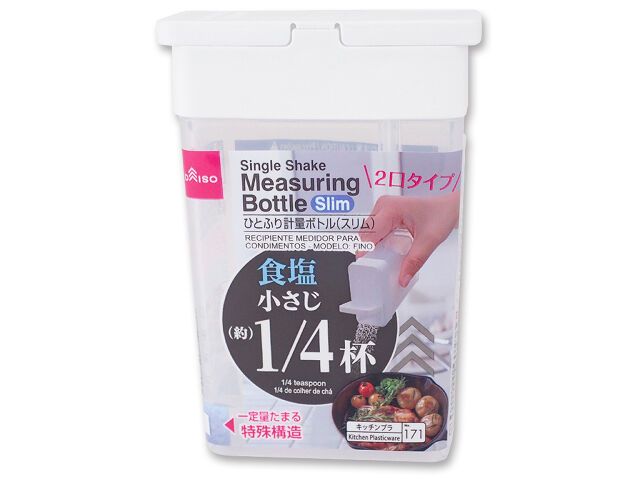 DAISO
Single Shake
Measuring
Bottle Slim
ひとふり計量ボトル(スリム)
RECIPIENTE MEDIDOR PARA
CONDIMENTOS - MODELO: FINO
2口タイプ
食塩
小さじ
(約)1/4杯
1/4 teaspoon
1/4 de colher de chá
一定量たまる
特殊構造
キッチンプラ
Kitchen Plasticware
No.
171